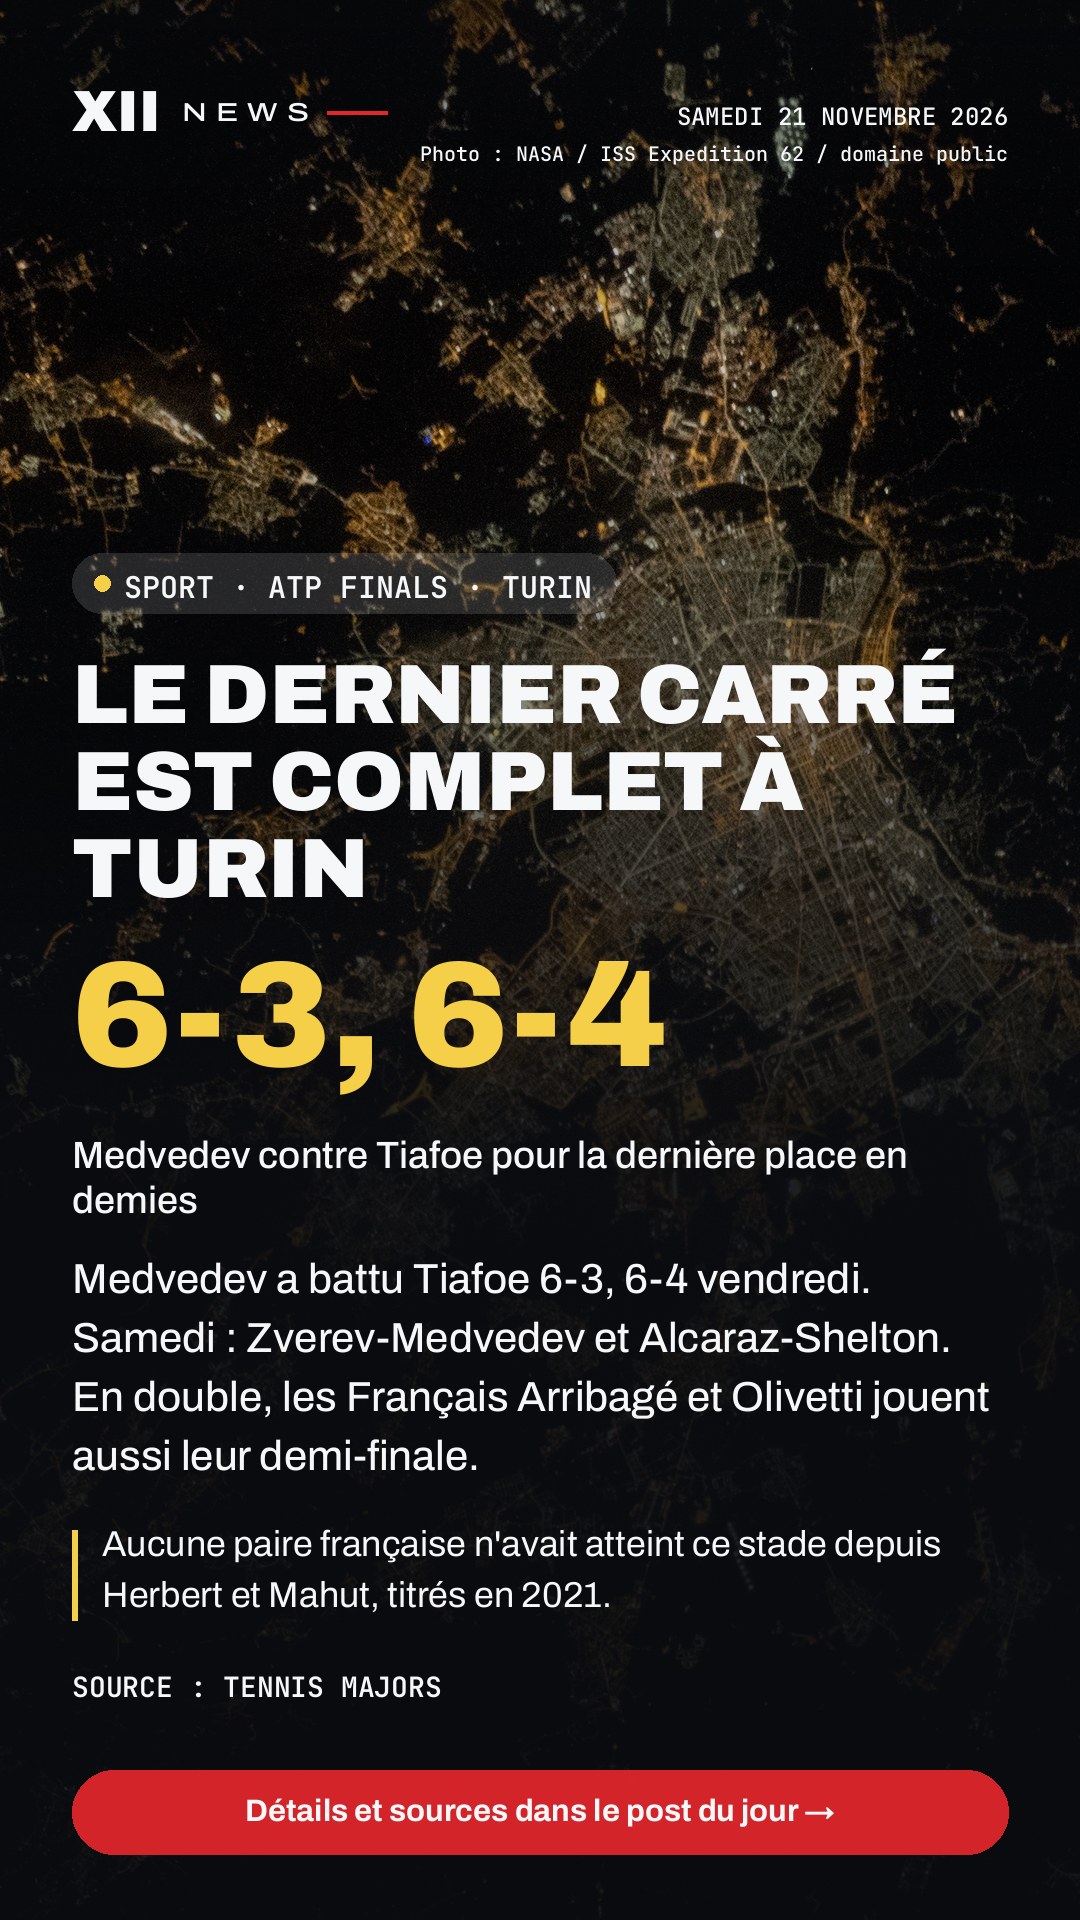 XII NEWS
SAMEDI 21 NOVEMBRE 2026
Photo : NASA / ISS Expedition 62 / domaine public
SPORT · ATP FINALS · TURIN
LE DERNIER CARRÉ
EST COMPLET À
TURIN
6-3, 6-4
Medvedev contre Tiafoe pour la dernière place en
demies
Medvedev a battu Tiafoe 6-3, 6-4 vendredi.
Samedi : Zverev-Medvedev et Alcaraz-Shelton.
En double, les Français Arribagé et Olivetti jouent
aussi leur demi-finale.
Aucune paire française n'avait atteint ce stade depuis
Herbert et Mahut, titrés en 2021.
SOURCE : TENNIS MAJORS
Détails et sources dans le post du jour →